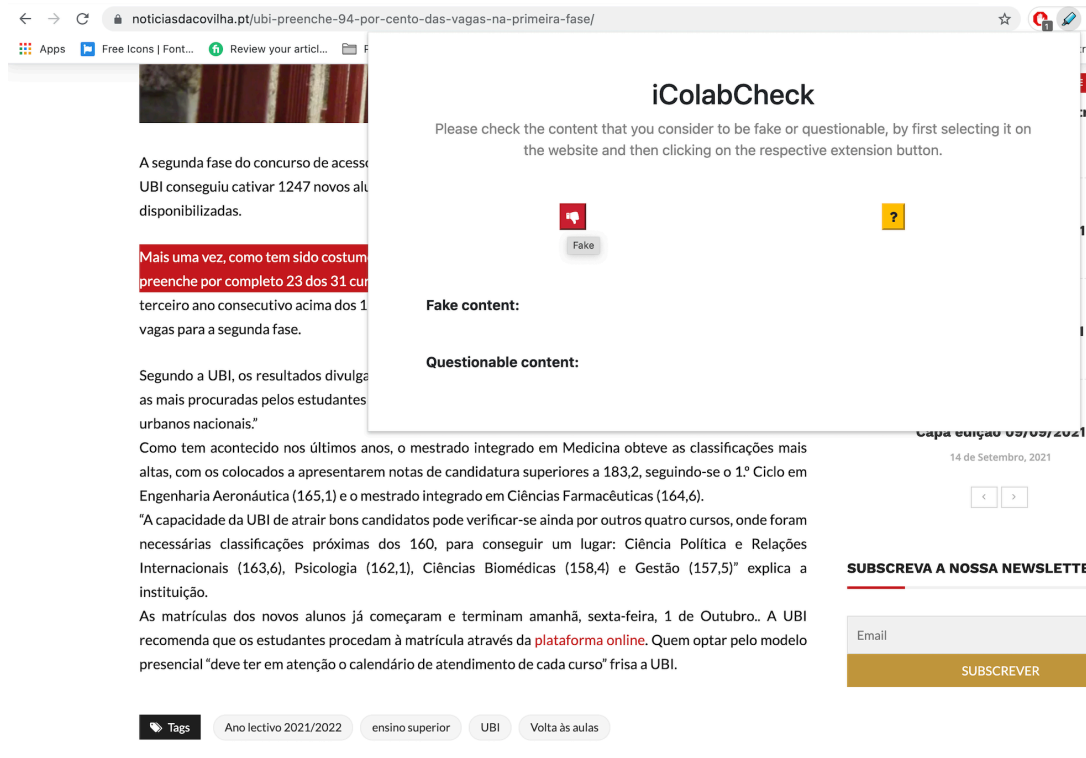 noticiasdacovilha.pt/ubi-preenche-94-por-cento-das-vagas-na-primeira-fase/
1
Apps
Free Icons | Font...
Review your articl...
iColabCheck
Please check the content that you consider to be fake or questionable, by first selecting it on
the website and then clicking on the respective extension button.
?
Fake
Fake content:
Questionable content:
A segunda fase do concurso de
UBI conseguiu cativar 1247 novos
disponibilizadas.
Mais uma vez, como tem sido
preenche por completo 23 dos 31
terceiro ano consecutivo acima dos
vagas para a segunda fase.
Segundo a UBI, os resultados
as mais procuradas pelos estudantes
urbanos nacionais.”
Como tem acontecido nos últimos anos, o mestrado integrado em Medicina obteve as classificações mais
altas, com os colocados a apresentarem notas de candidatura superiores a 183,2, seguindo-se o 1.º Ciclo em
Engenharia Aeronáutica (165,1) e o mestrado integrado em Ciências Farmacêuticas (164,6).
“A capacidade da UBI de atrair bons candidatos pode verificar-se ainda por outros quatro cursos, onde foram
necessárias classificações próximas dos 160, para conseguir um lugar: Ciência Política e Relações
Internacionais (163,6), Psicologia (162,1), Ciências Biomédicas (158,4) e Gestão (157,5)” explica a
instituição.
As matrículas dos novos alunos já começaram e terminam amanhã, sexta-feira, 1 de Outubro.. A UBI
recomenda que os estudantes procedam à matrícula através da plataforma online. Quem optar pelo modelo
presencial “deve ter em atenção o calendário de atendimento de cada curso” frisa a UBI.
Tags
Ano lectivo 2021/2022
ensino superior
UBI
Volta às aulas
Capa edição 09/09/2021
14 de Setembro, 2021
SUBSCREVA A NOSSA
Email
SUBSCREVER